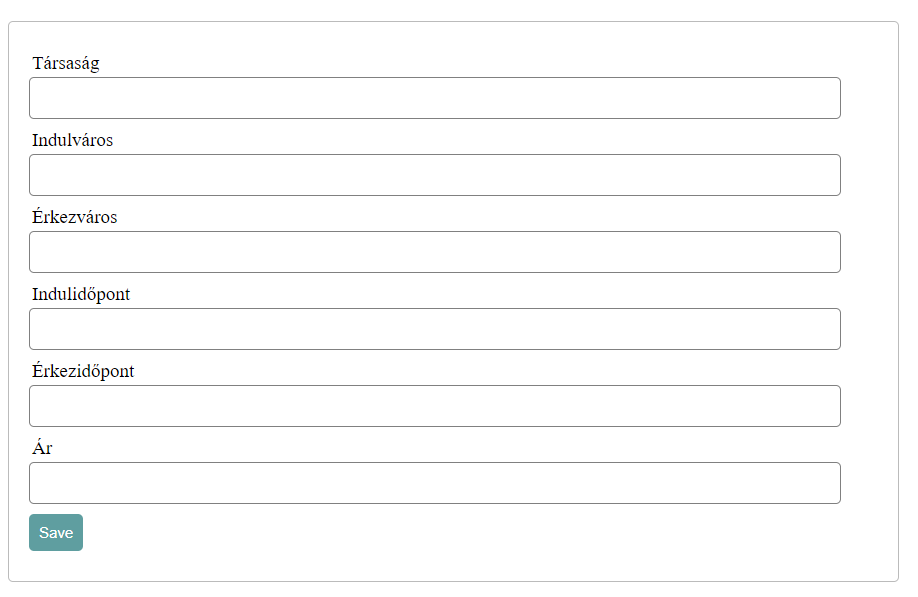 Társaság
Indulváros
Érkezváros
Indulidőpont
Érkezidőpont
Ár
Save